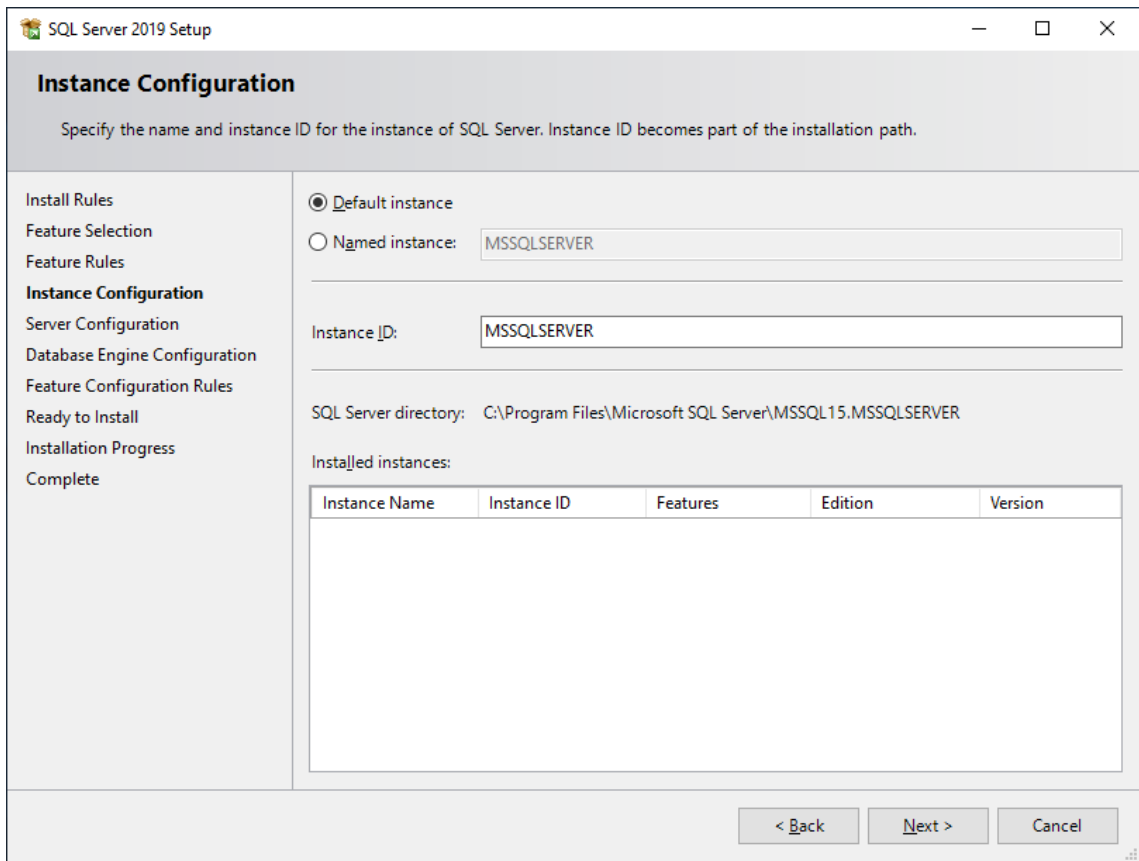 SQL Server 2019 Setup
Instance Configuration
Specify the name and instance ID for the instance of SQL Server. Instance ID becomes part of the installation path.
Install Rules
Feature Selection
Feature Rules
Instance Configuration
Server Configuration
Database Engine Configuration
Feature Configuration Rules
Ready to Install
Installation Progress
Complete
Default instance
Named instance: MSSQLSERVER
Instance ID: MSSQLSERVER
SQL Server directory: C:\Program Files\Microsoft SQL Server\MSSQL15.MSSQLSERVER
Installed instances:
Instance Name Instance ID Features Edition Version
< Back Next > Cancel